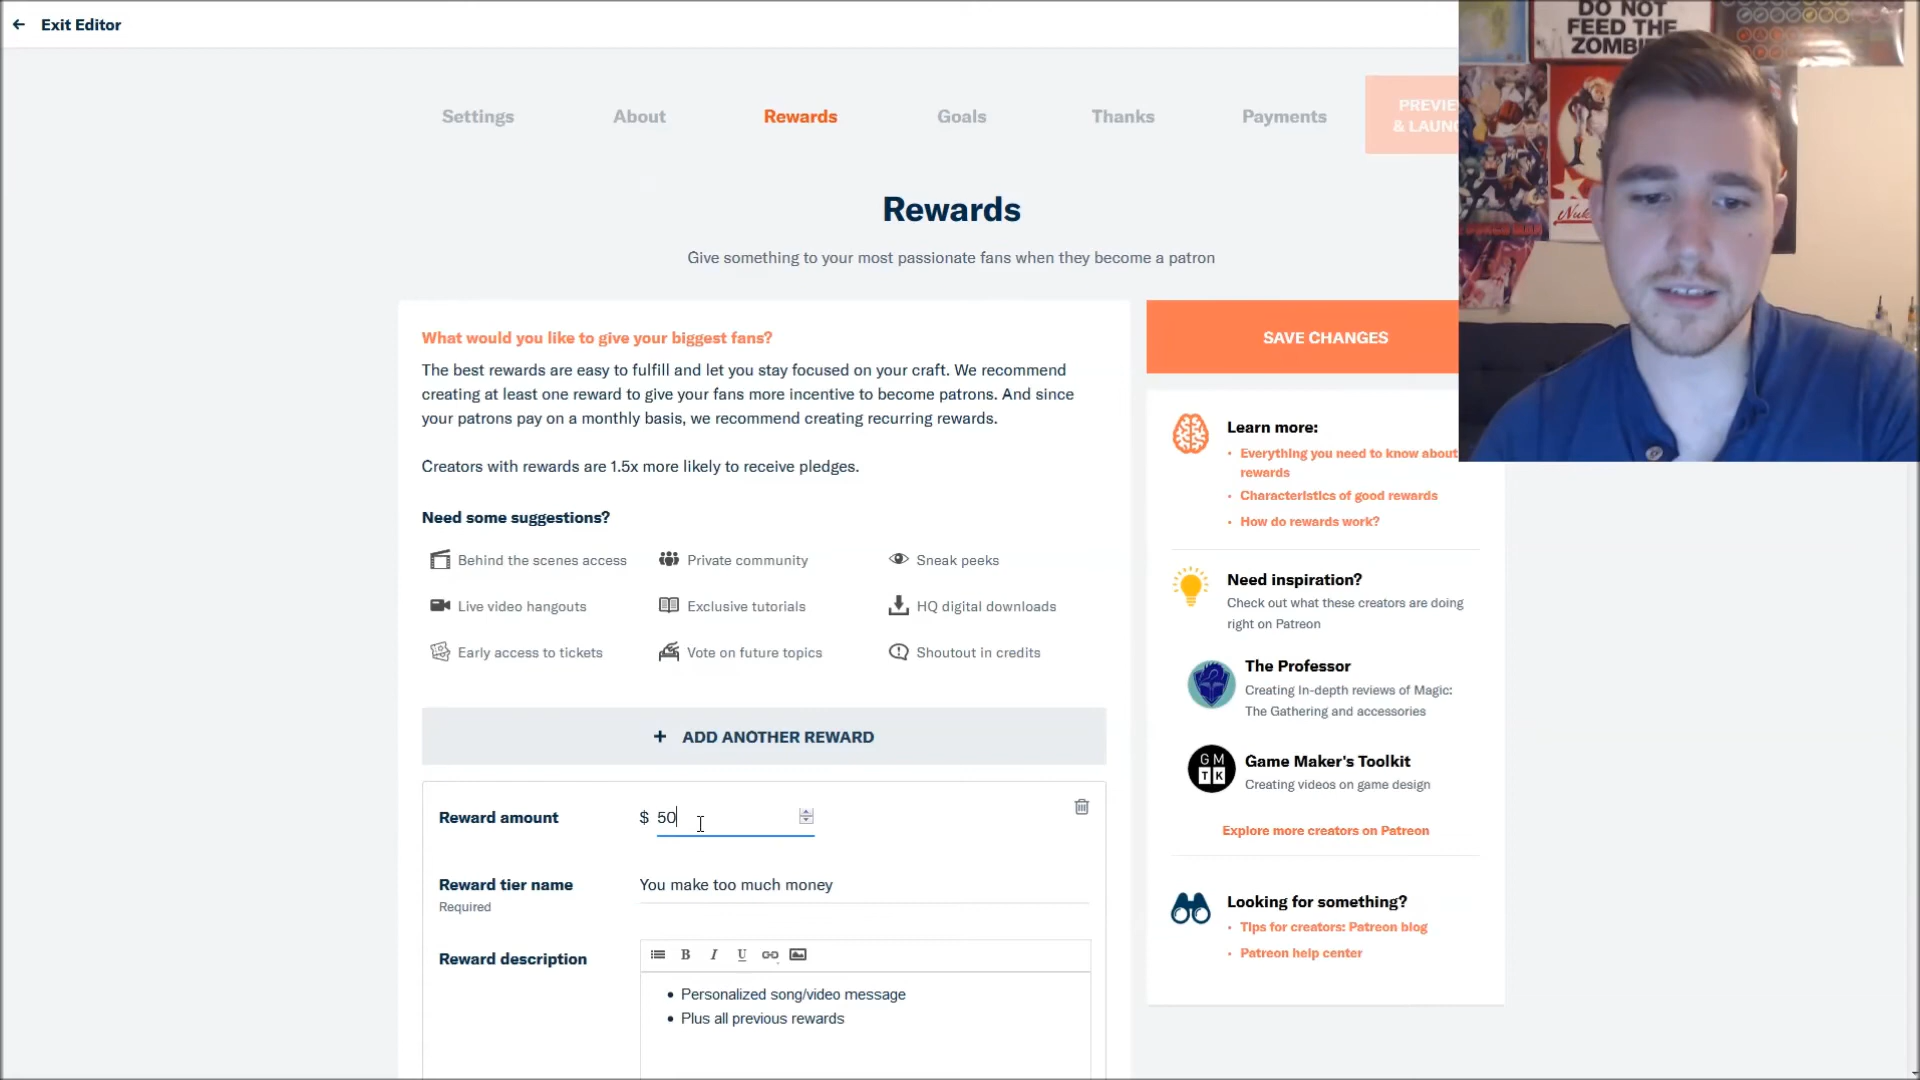 Exit Editor
Settings
About
Rewards
Goals
Thanks
Payments
& LAUN
Rewards
Give something to your most passionate fans when they become a patron
What would you like to give your biggest fans?
The best rewards are easy to fulfill and let you stay focused on your craft. We recommend
creating at least one reward to give your fans more incentive to become patrons. And since
your patrons pay on a monthly basis, we recommend creating recurring rewards.
Creators with rewards are 1.5x more likely to receive pledges.
Need some suggestions?
Behind the scenes access
Private community
Sneak peeks
Live video hangouts
Exclusive tutorials
HQ digital downloads
Early access to tickets
Vote on future topics
Shoutout in credits
+ ADD ANOTHER REWARD
Reward amount
$ 50
Reward tier name
Required
You make too much money
Reward description
B I U
• Personalized song/video message
• Plus all previous rewards
SAVE CHANGES
Learn more:
• Everything you need to know about
rewards
• Characteristics of good rewards
• How do rewards work?
Need inspiration?
Check out what these creators are doing
right on Patreon
The Professor
Creating In-depth reviews of Magic:
The Gathering and accessories
GM
TK
Game Maker's Toolkit
Creating videos on game design
Explore more creators on Patreon
Looking for something?
• Tips for creators: Patreon blog
• Patreon help center
DO NOT
FEED THE
ZOMBI